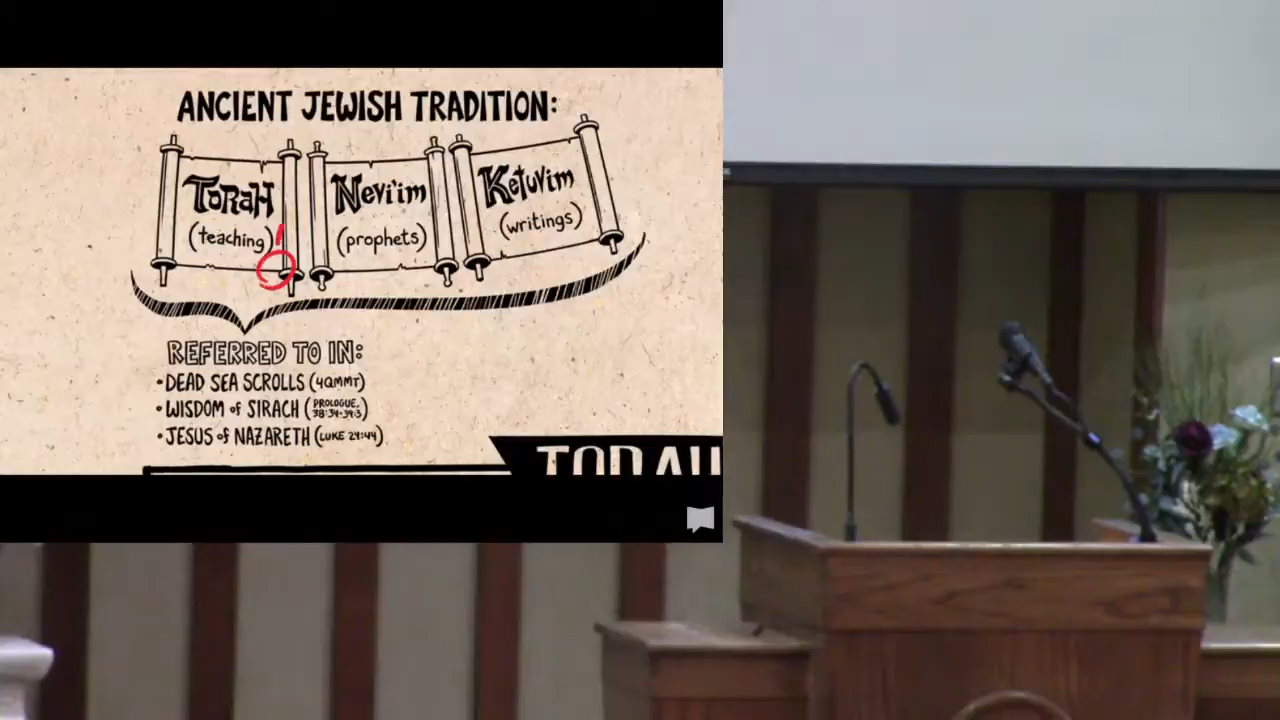 ANCIENT JEWISH TRADITION:
TORAH
(teaching)
Nevi'im
(prophets)
Ketuvim
(writings)
REFERRED TO IN:
• DEAD SEA SCROLLS (4QMMT)
• WISDOM of SIRACH (PROLOGUE, 38:34-39:3)
• JESUS of NAZARETH (LUKE 24:44)
TORAH